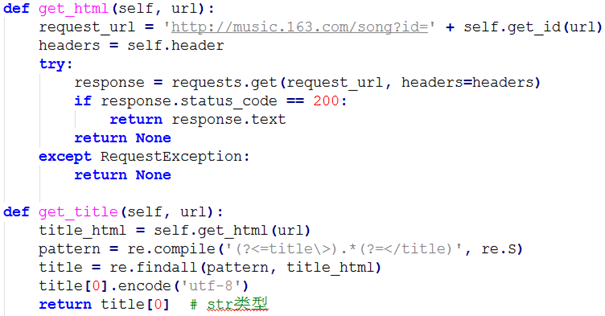 def get_html(self, url):
    request_url = 'http://music.163.com/song?id=' + self.get_id(url)
    headers = self.header
    try:
        response = requests.get(request_url, headers=headers)
        if response.status_code == 200:
            return response.text
        return None
    except RequestException:
        return None
def get_title(self, url):
    title_html = self.get_html(url)
    pattern = re.compile('(?<=title\>).*(?=</title)', re.S)
    title = re.findall(pattern, title_html)
    title[0].encode('utf-8')
    return title[0]  # str类型